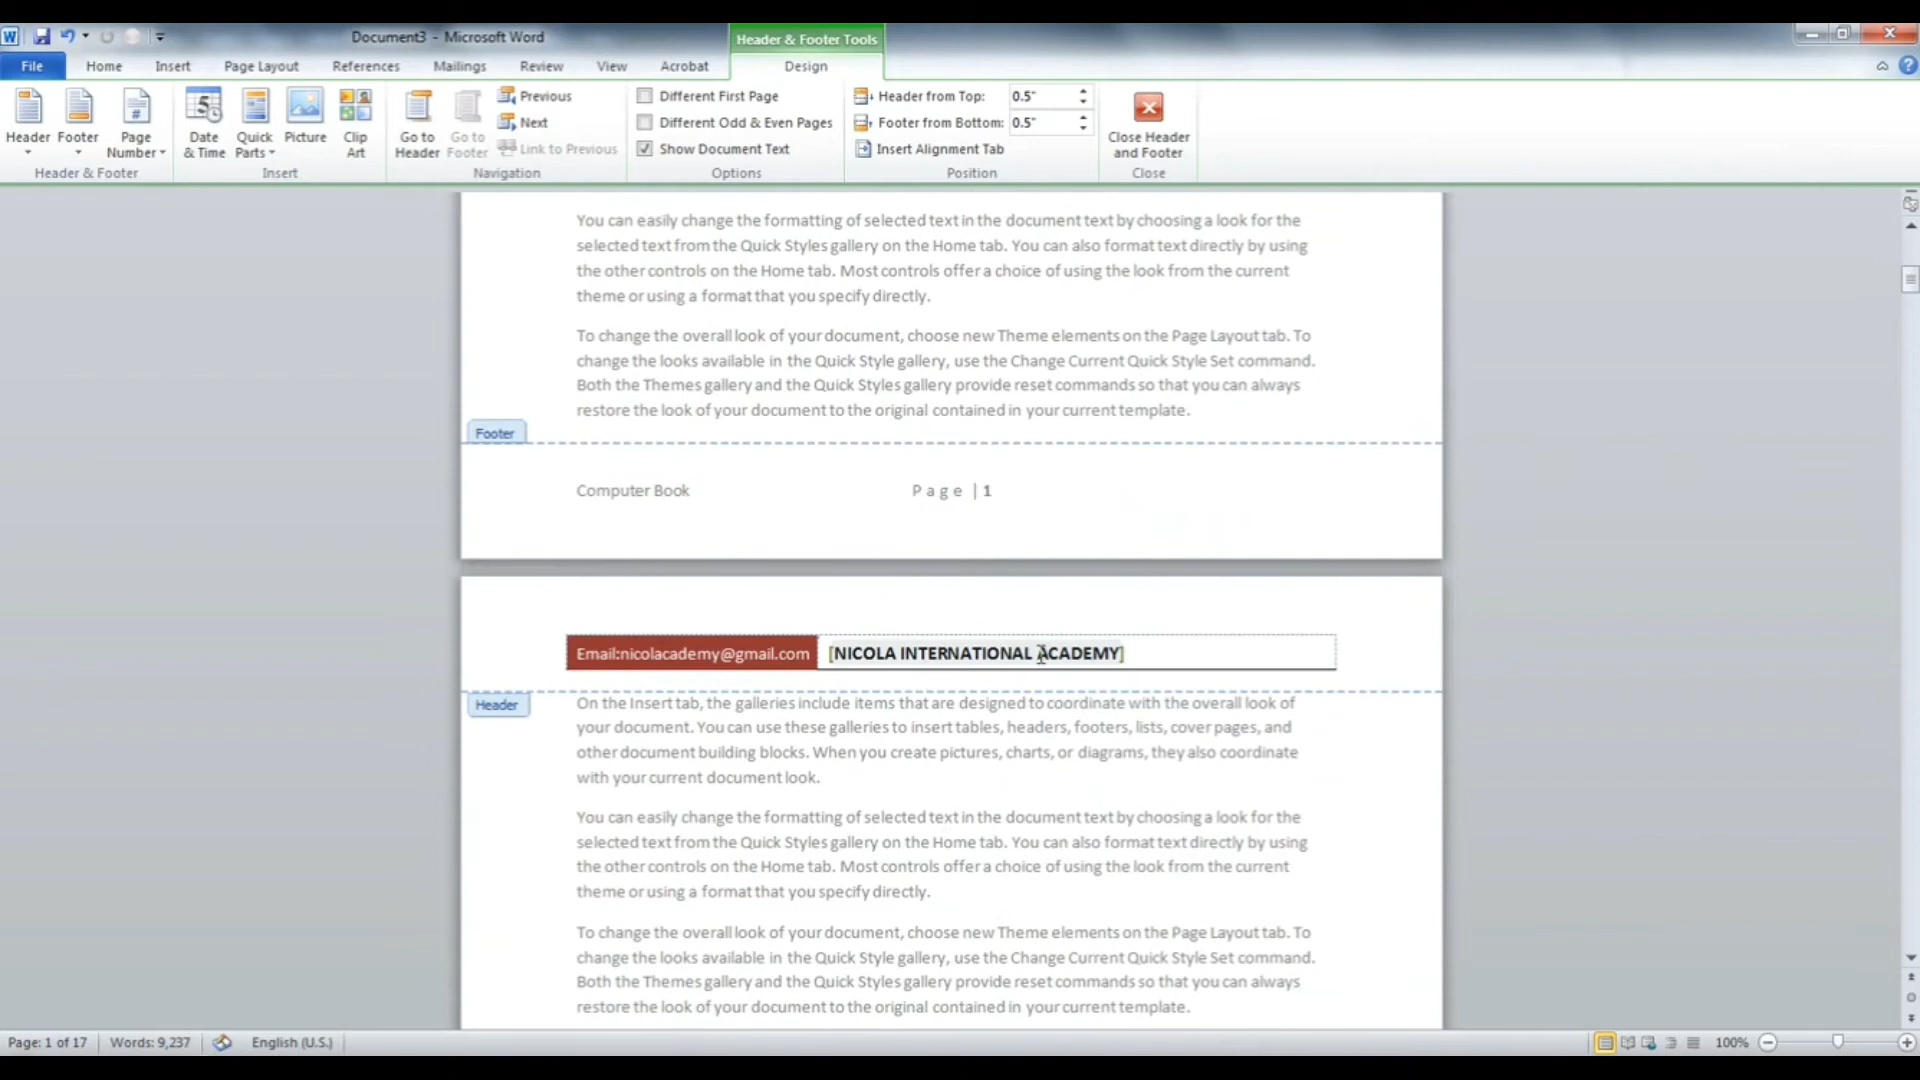 Document3 - Microsoft Word
Header & Footer Tools
File Home Insert Page Layout References Mailings Review View Acrobat Design
Header
Footer
Page Number
Header & Footer
Date & Time
Quick Parts
Picture
Clip Art
Insert
Go to Header
Go to Footer
Previous
Next
Link to Previous
Navigation
Different First Page
Different Odd & Even Pages
Show Document Text
Options
Header from Top: 0.5"
Footer from Bottom: 0.5"
Insert Alignment Tab
Position
Close Header and Footer
Close
You can easily change the formatting of selected text in the document text by choosing a look for the
selected text from the Quick Styles gallery on the Home tab. You can also format text directly by using
the other controls on the Home tab. Most controls offer a choice of using the look from the current
theme or using a format that you specify directly.
To change the overall look of your document, choose new Theme elements on the Page Layout tab. To
change the looks available in the Quick Style gallery, use the Change Current Quick Style Set command.
Both the Themes gallery and the Quick Styles gallery provide reset commands so that you can always
restore the look of your document to the original contained in your current template.
Footer
Computer Book P a g e | 1
Email:nicolacademy@gmail.com [NICOLA INTERNATIONAL ACADEMY]
Header
On the Insert tab, the galleries include items that are designed to coordinate with the overall look of
your document. You can use these galleries to insert tables, headers, footers, lists, cover pages, and
other document building blocks. When you create pictures, charts, or diagrams, they also coordinate
with your current document look.
You can easily change the formatting of selected text in the document text by choosing a look for the
selected text from the Quick Styles gallery on the Home tab. You can also format text directly by using
the other controls on the Home tab. Most controls offer a choice of using the look from the current
theme or using a format that you specify directly.
To change the overall look of your document, choose new Theme elements on the Page Layout tab. To
change the looks available in the Quick Style gallery, use the Change Current Quick Style Set command.
Both the Themes gallery and the Quick Styles gallery provide reset commands so that you can always
restore the look of your document to the original contained in your current template.
Page: 1 of 17 Words: 9,237 English (U.S.) 100%